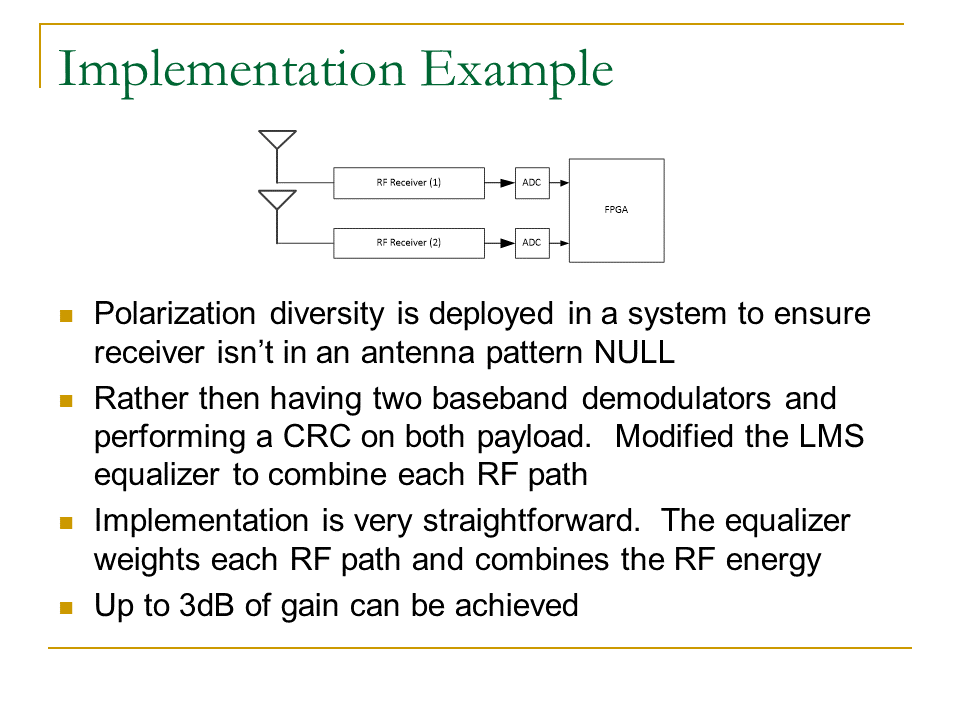 Implementation Example
RF Receiver (1)
ADC
FPGA
RF Receiver (2)
ADC
Polarization diversity is deployed in a system to ensure
receiver isn’t in an antenna pattern NULL
Rather then having two baseband demodulators and
performing a CRC on both payload.  Modified the LMS
equalizer to combine each RF path
Implementation is very straightforward.  The equalizer
weights each RF path and combines the RF energy
Up to 3dB of gain can be achieved